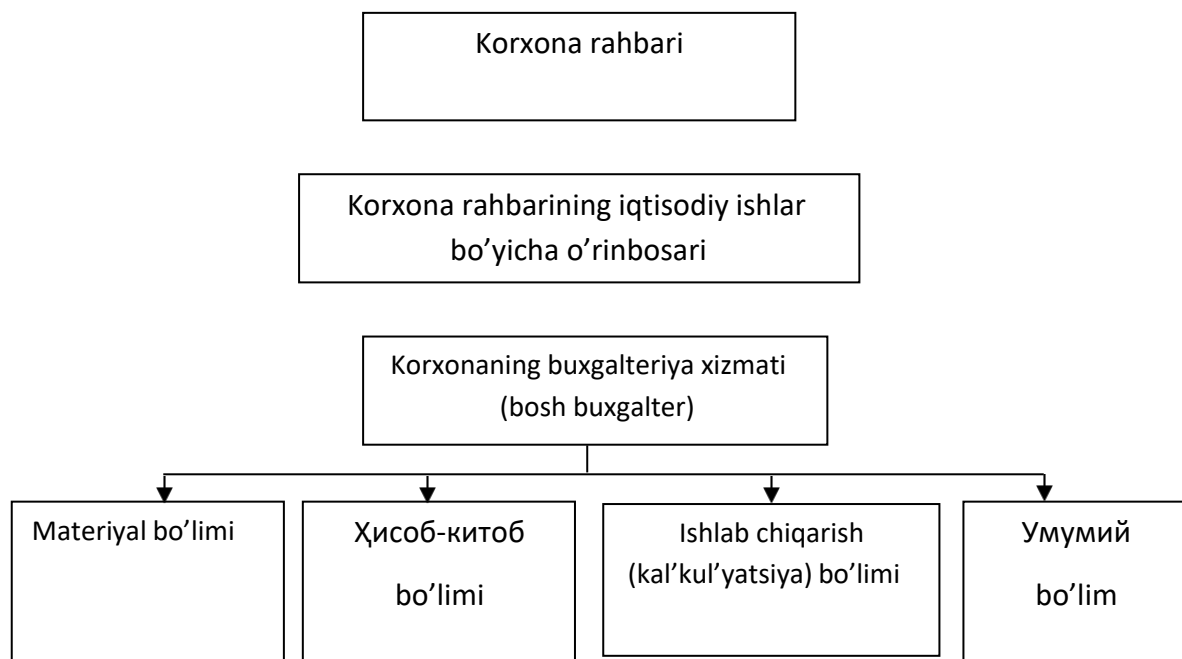 Korxona rahbari
Korxona rahbarining iqtisodiy ishlar
bo’yicha o’rinbosari
Korxonaning buxgalteriya xizmati
(bosh buxgalter)
Materiyal bo’limi
Ҳисоб-китоб
bo’limi
Ishlab chiqarish
(kal’kul’yatsiya) bo’limi
Умумий
bo’lim